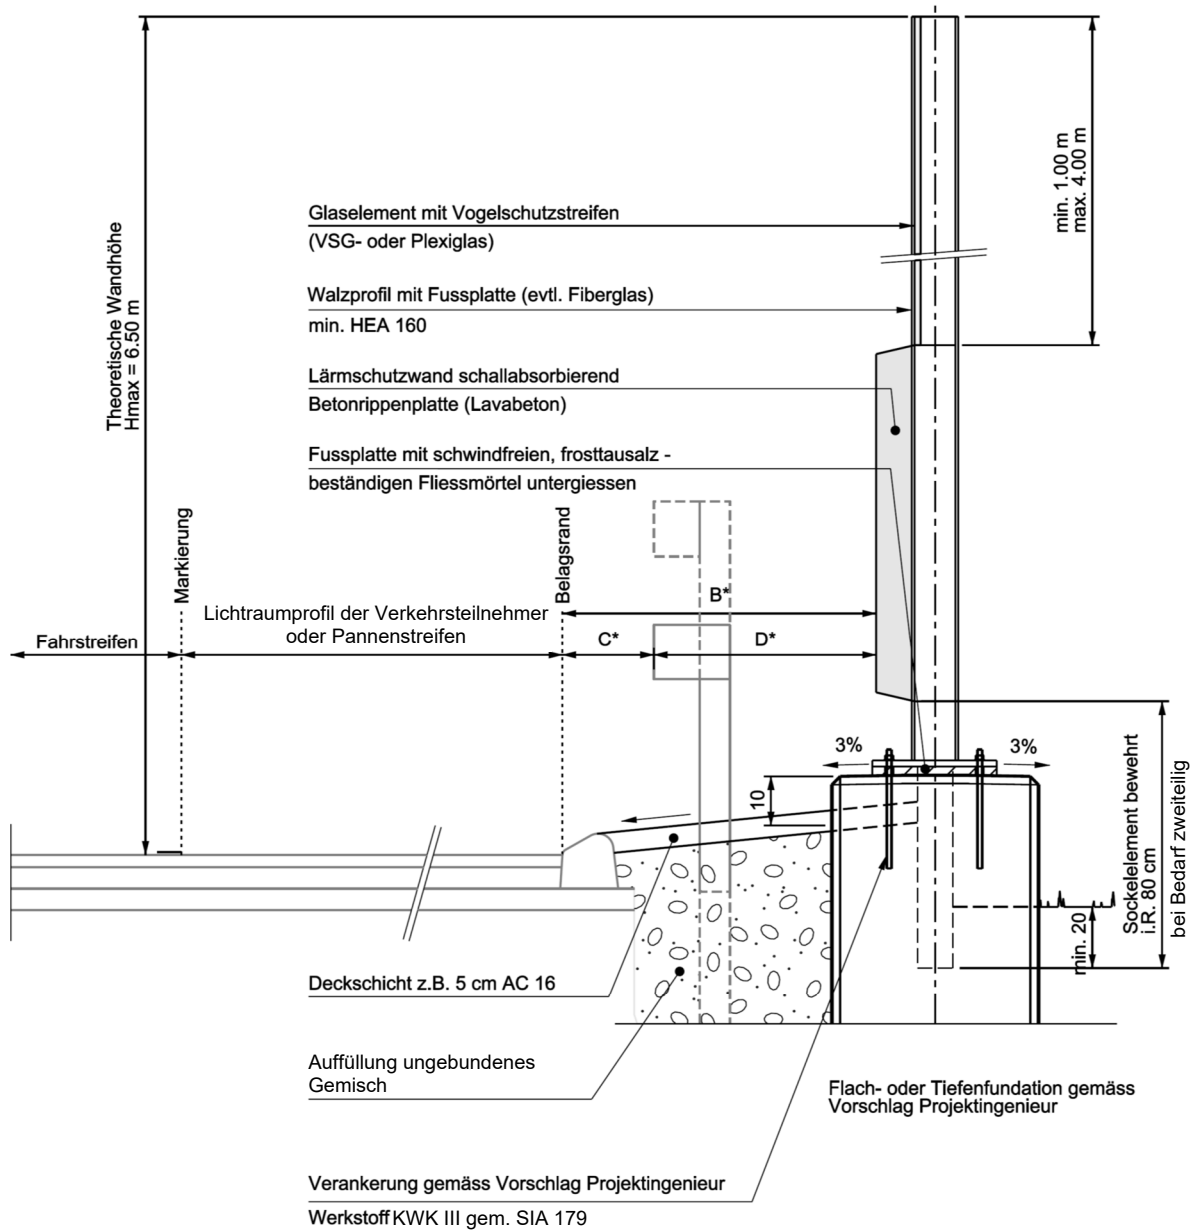 Theoretische Wandhöhe
Hmax = 6.50 m
min. 1.00 m
max. 4.00 m
Glaselement mit Vogelschutzstreifen
(VSG- oder Plexiglas)
Walzprofil mit Fussplatte (evtl. Fiberglas)
min. HEA 160
Lärmschutzwand schallabsorbierend
Betonrippenplatte (Lavabeton)
Fussplatte mit schwindfreien, frosttausalz -
beständigen Fliessmörtel untergiessen
Markierung
Belagsrand
B*
Lichtraumprofil der Verkehrsteilnehmer
oder Pannenstreifen
Fahrstreifen
C*
D*
3%
3%
10
Sockelelement bewehrt
i.R. 80 cm
bei Bedarf zweiteilig
min. 20
Deckschicht z.B. 5 cm AC 16
Auffüllung ungebundenes
Gemisch
Flach- oder Tiefenfundation gemäss
Vorschlag Projektingenieur
Verankerung gemäss Vorschlag Projektingenieur
Werkstoff KWK III gem. SIA 179